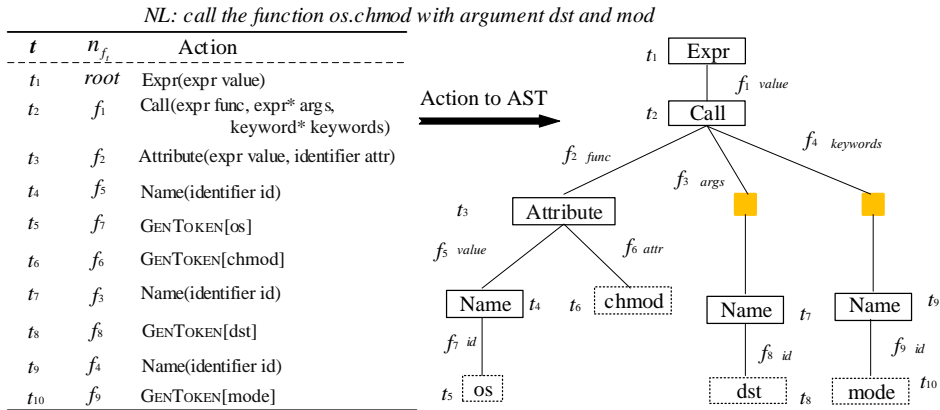 NL: call the function os.chmod with argument dst and mod
t n_{f_t} Action
t1 root Expr(expr value)
t2 f1 Call(expr func, expr* args,
keyword* keywords)
t3 f2 Attribute(expr value, identifier attr)
t4 f5 Name(identifier id)
t5 f7 GENTOKEN[os]
t6 f6 GENTOKEN[chmod]
t7 f3 Name(identifier id)
t8 f8 GENTOKEN[dst]
t9 f4 Name(identifier id)
t10 f9 GENTOKEN[mode]
Action to AST
t1 Expr
f1 value
t2 Call
f2 func
f3 args
f4 keywords
t3 Attribute
f5 value
f6 attr
Name t4
t6 chmod
Name t7
Name t9
f7 id
f8 id
f9 id
t5 os
dst t8
mode t10